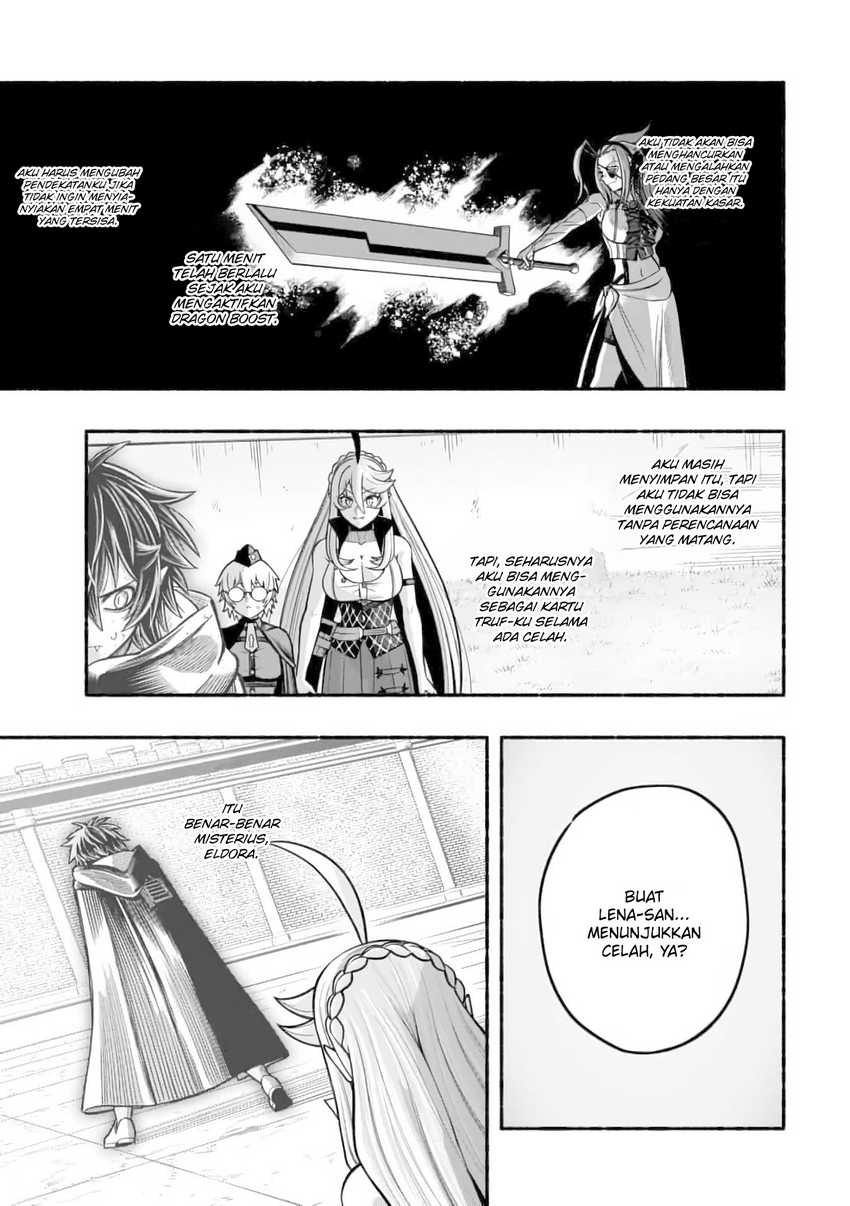 AKU TIDAK AKAN BISA
MENGHANCURKAN
ATAU MENGALAHKAN
PEDANG BESAR ITU
HANYA DENGAN
KEKUATAN KASAR.
SATU MENIT
TELAH BERLALU
SEJAK AKU
MENGAKTIFKAN
DRAGON BOOST.
AKU HARUS MENGUBAH
PENDEKATANKU JIKA
TIDAK INGIN MENYIA-
NYIAKAN EMPAT MENIT
YANG TERSISA.
AKU MASIH
MENYIMPAN ITU, TAPI
AKU TIDAK BISA
MENGGUNAKANNYA
TANPA PERENCANAAN
YANG MATANG.
TAPI, SEHARUSNYA
AKU BISA MENG-
GUNAKANNYA
SEBAGAI KARTU
TRUF-KU SELAMA
ADA CELAH.
BUAT
LENA-SAN...
MENUNJUKKAN
CELAH, YA?
ITU
BENAR-BENAR
MISTERIUS,
ELDORA.